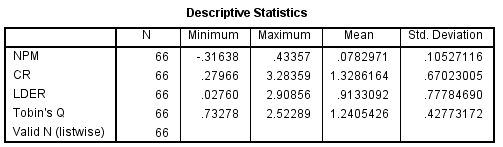 Descriptive Statistics
N Minimum Maximum Mean Std. Deviation
NPM 66 -.31638 .43357 .0782971 .10527116
CR 66 .27966 3.28359 1.3286164 .67023005
LDER 66 .02760 2.90856 .9133092 .77784690
Tobin's Q 66 .73278 2.52289 1.2405426 .42773172
Valid N (listwise) 66